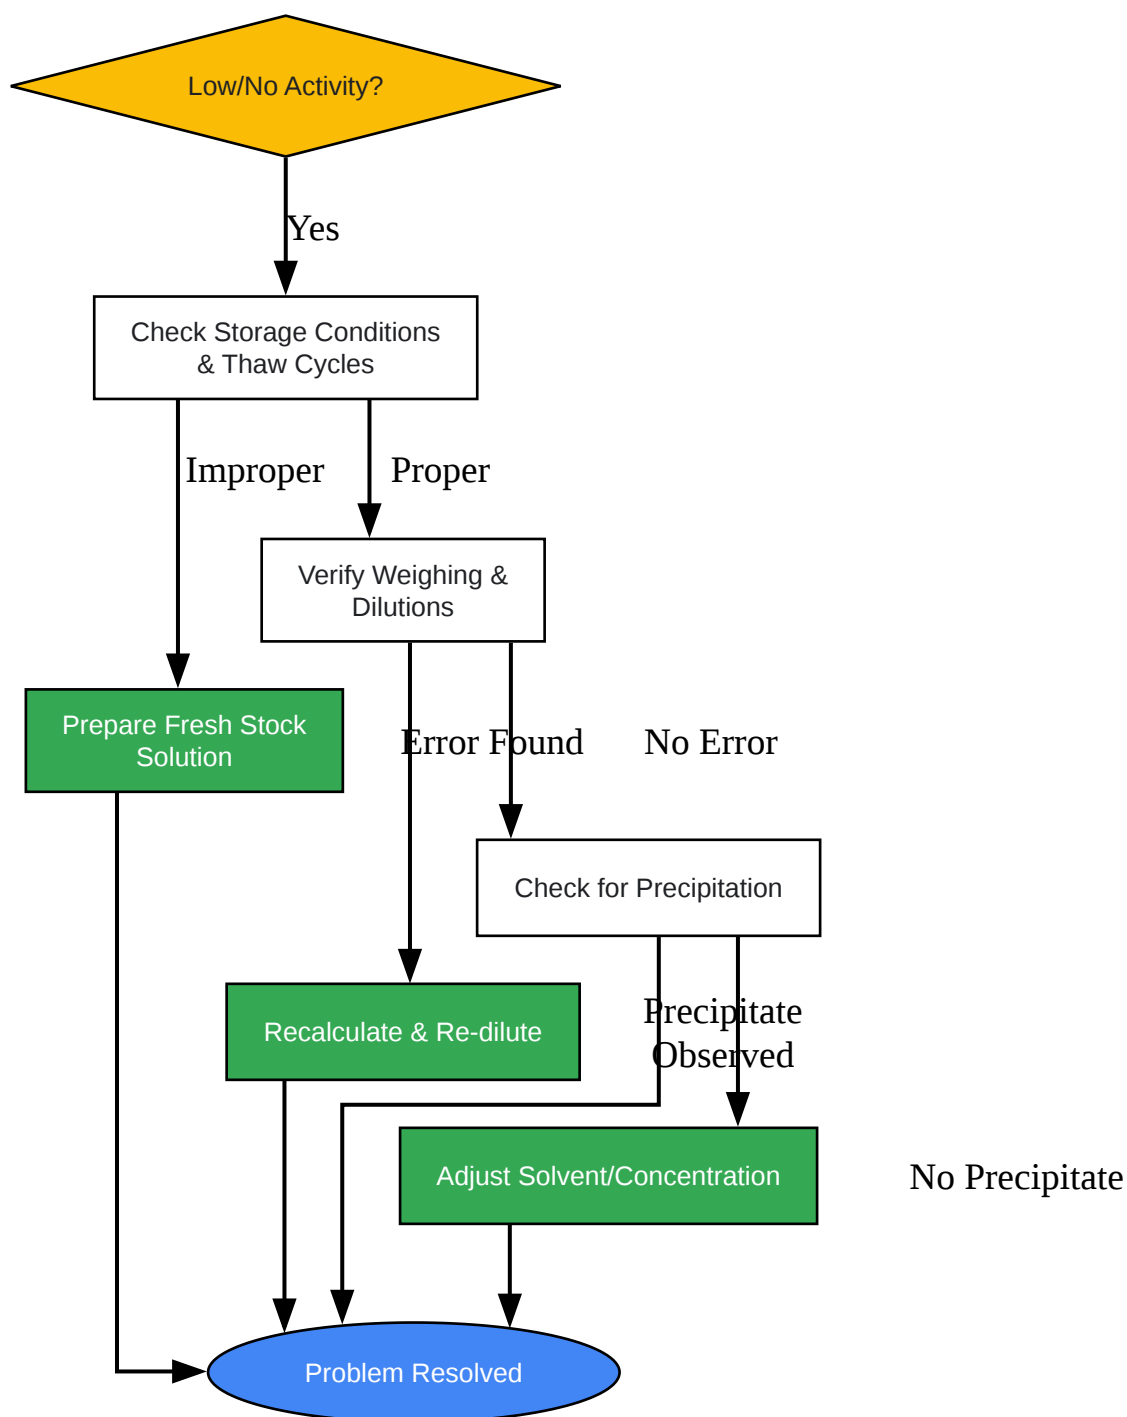 Low/No Activity?
Yes
Check Storage Conditions
& Thaw Cycles
Improper
Proper
Verify Weighing &
Dilutions
Prepare Fresh Stock
Solution
Error Found
No Error
Check for Precipitation
Precipitate
Observed
Recalculate & Re-dilute
Adjust Solvent/Concentration
No Precipitate
Problem Resolved